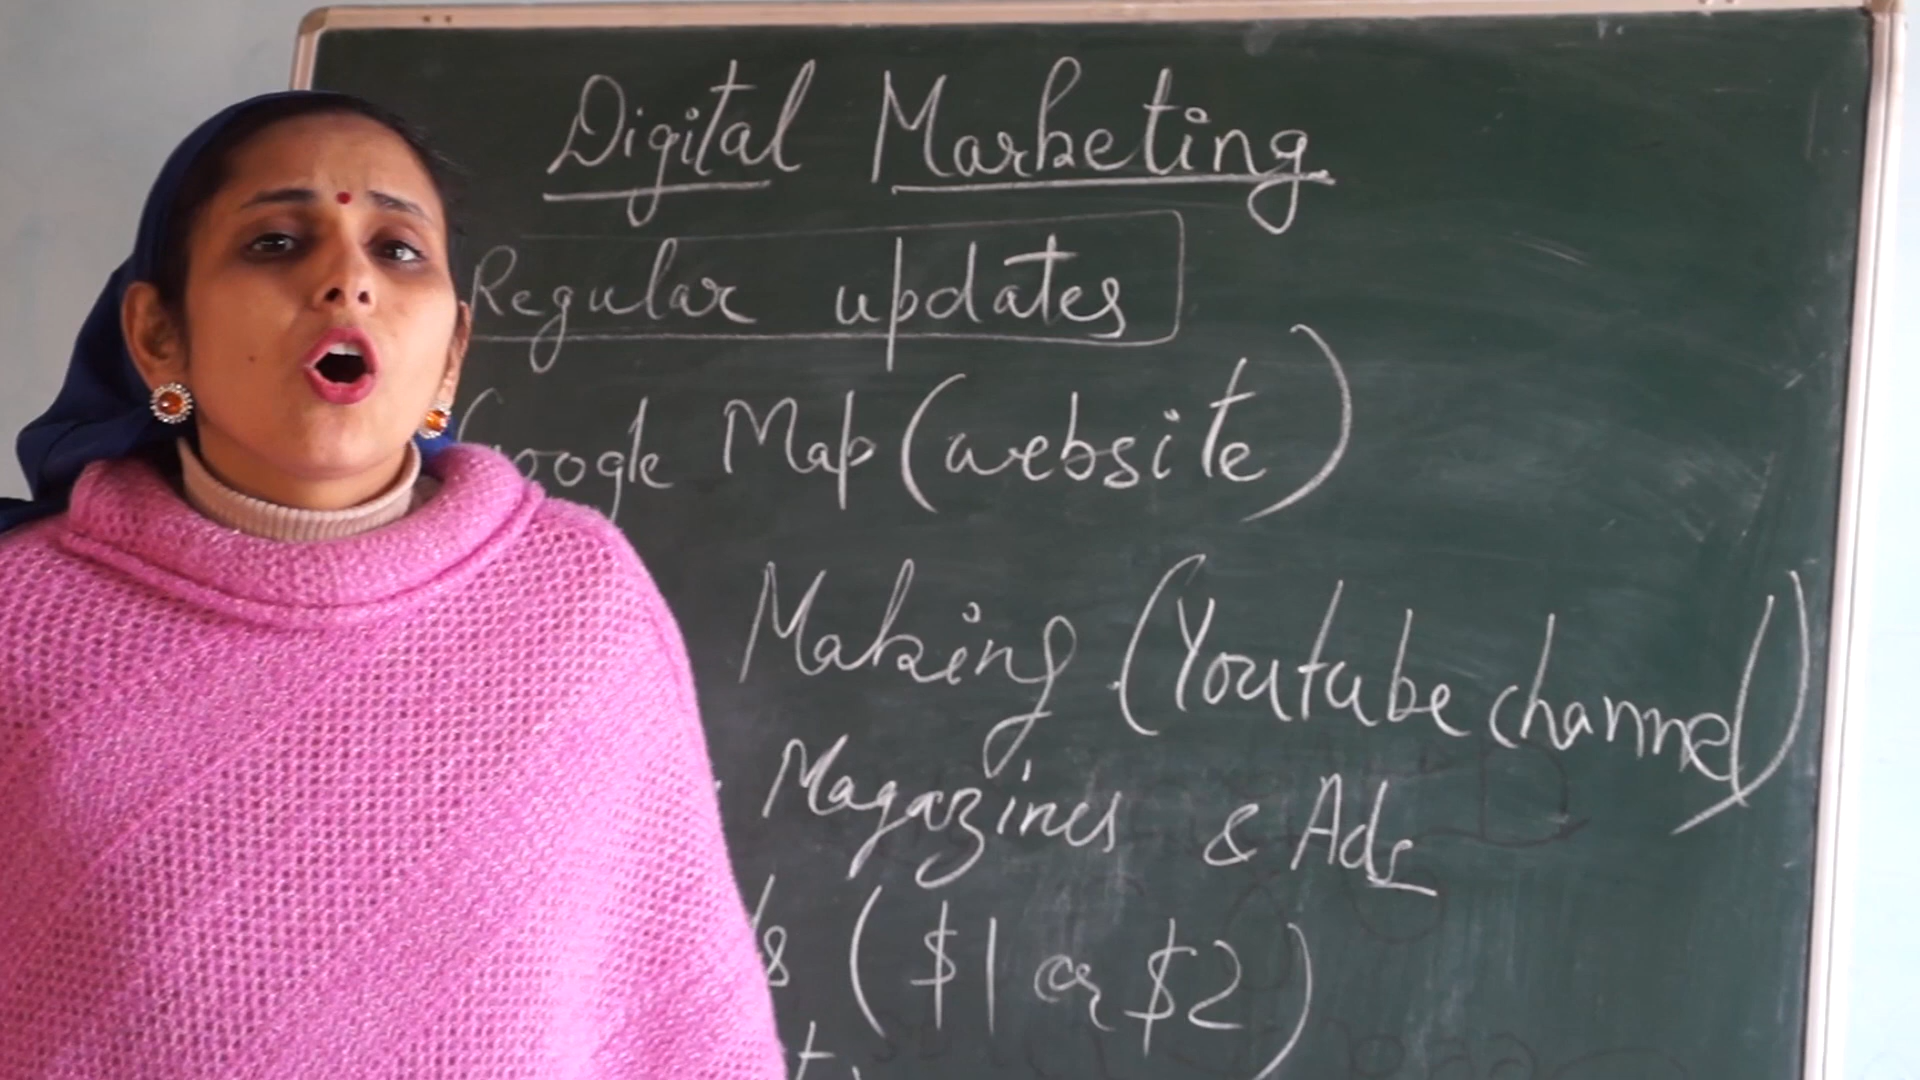 Digital Marketing
Regular updates
Google Map (website)
Making (Youtube channel)
Magazines & Ads
($1 or $2)